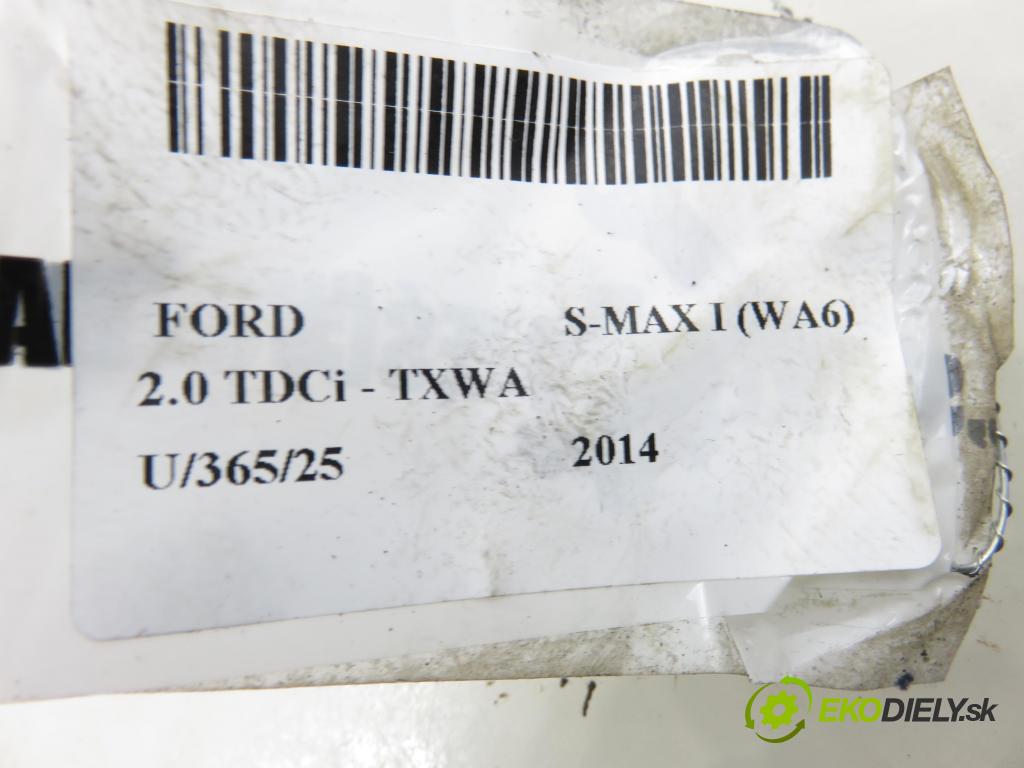 FORD S-MAX I (WA6)
2.0 TDCi - TXWA
U/365/25 2014
EKODIELY.sk